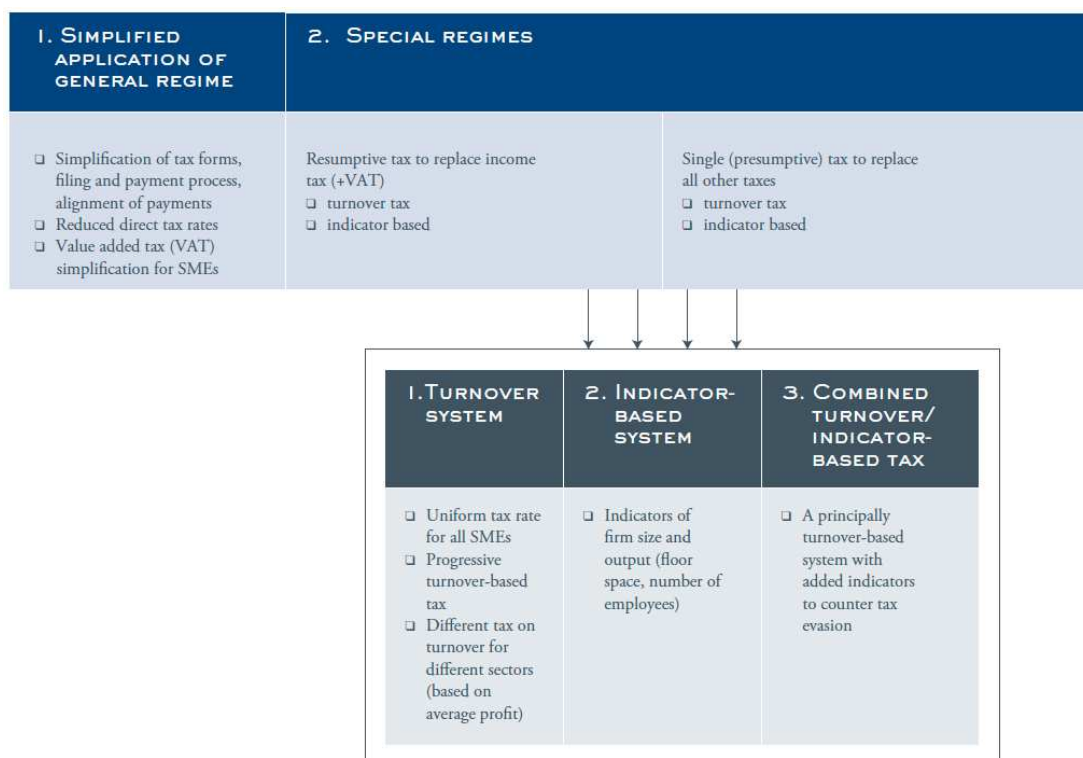 1. SIMPLIFIED
APPLICATION OF
GENERAL REGIME
2. SPECIAL REGIMES
❑ Simplification of tax forms,
filing and payment process,
alignment of payments
❑ Reduced direct tax rates
❑ Value added tax (VAT)
simplification for SMEs
Resumptive tax to replace income
tax (+VAT)
❑ turnover tax
❑ indicator based
Single (presumptive) tax to replace
all other taxes
❑ turnover tax
❑ indicator based
1.TURNOVER
SYSTEM
2. INDICATOR-
BASED
SYSTEM
3. COMBINED
TURNOVER/
INDICATOR-
BASED TAX
❑ Uniform tax rate
for all SMEs
❑ Progressive
turnover-based
tax
❑ Different tax on
turnover for
different sectors
(based on
average profit)
❑ Indicators of
firm size and
output (floor
space, number of
employees)
❑ A principally
turnover-based
system with
added indicators
to counter tax
evasion